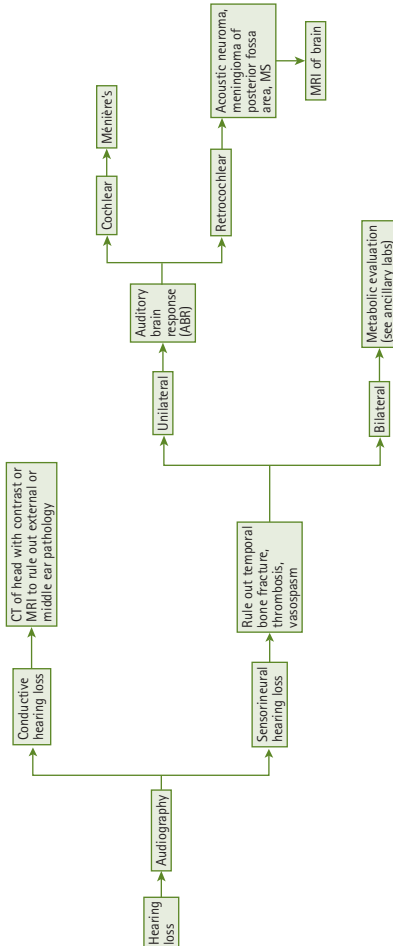 Hearing
loss
Audiography
Conductive
hearing loss
CT of head with contrast or
MRI to rule out external or
middle ear pathology
Sensorineural
hearing loss
Rule out temporal
bone fracture,
thrombosis,
vasospasm
Unilateral
Auditory
brain
response
(ABR)
Cochlear
Ménière's
Retrocochlear
Acoustic neuroma,
meningioma of
posterior fossa
area, MS
MRI of brain
Bilateral
Metabolic evaluation
(see ancillary labs)